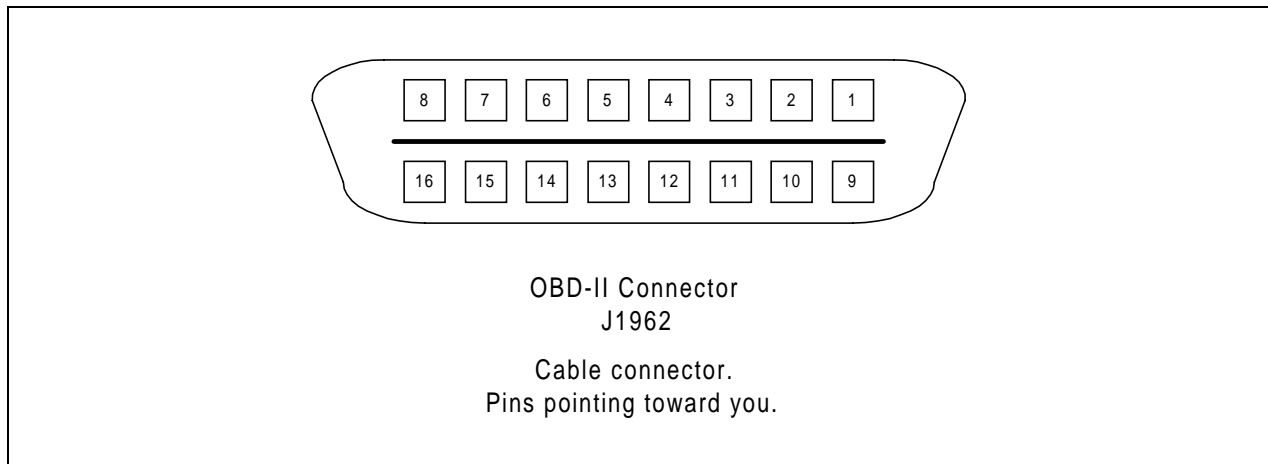 8 7 6 5 4 3 2 1
16 15 14 13 12 11 10 9
OBD-II Connector
J1962
Cable connector.
Pins pointing toward you.